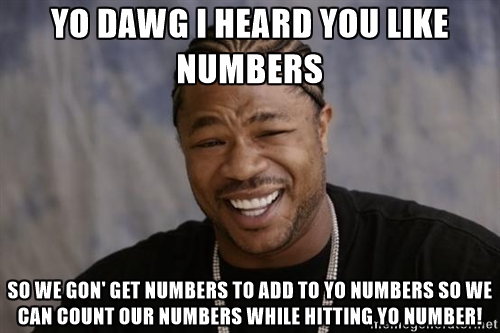 YO DAWG I HEARD YOU LIKE
NUMBERS
SO WE GON' GET NUMBERS TO ADD TO YO NUMBERS SO WE
CAN COUNT OUR NUMBERS WHILE HITTING YO NUMBER!